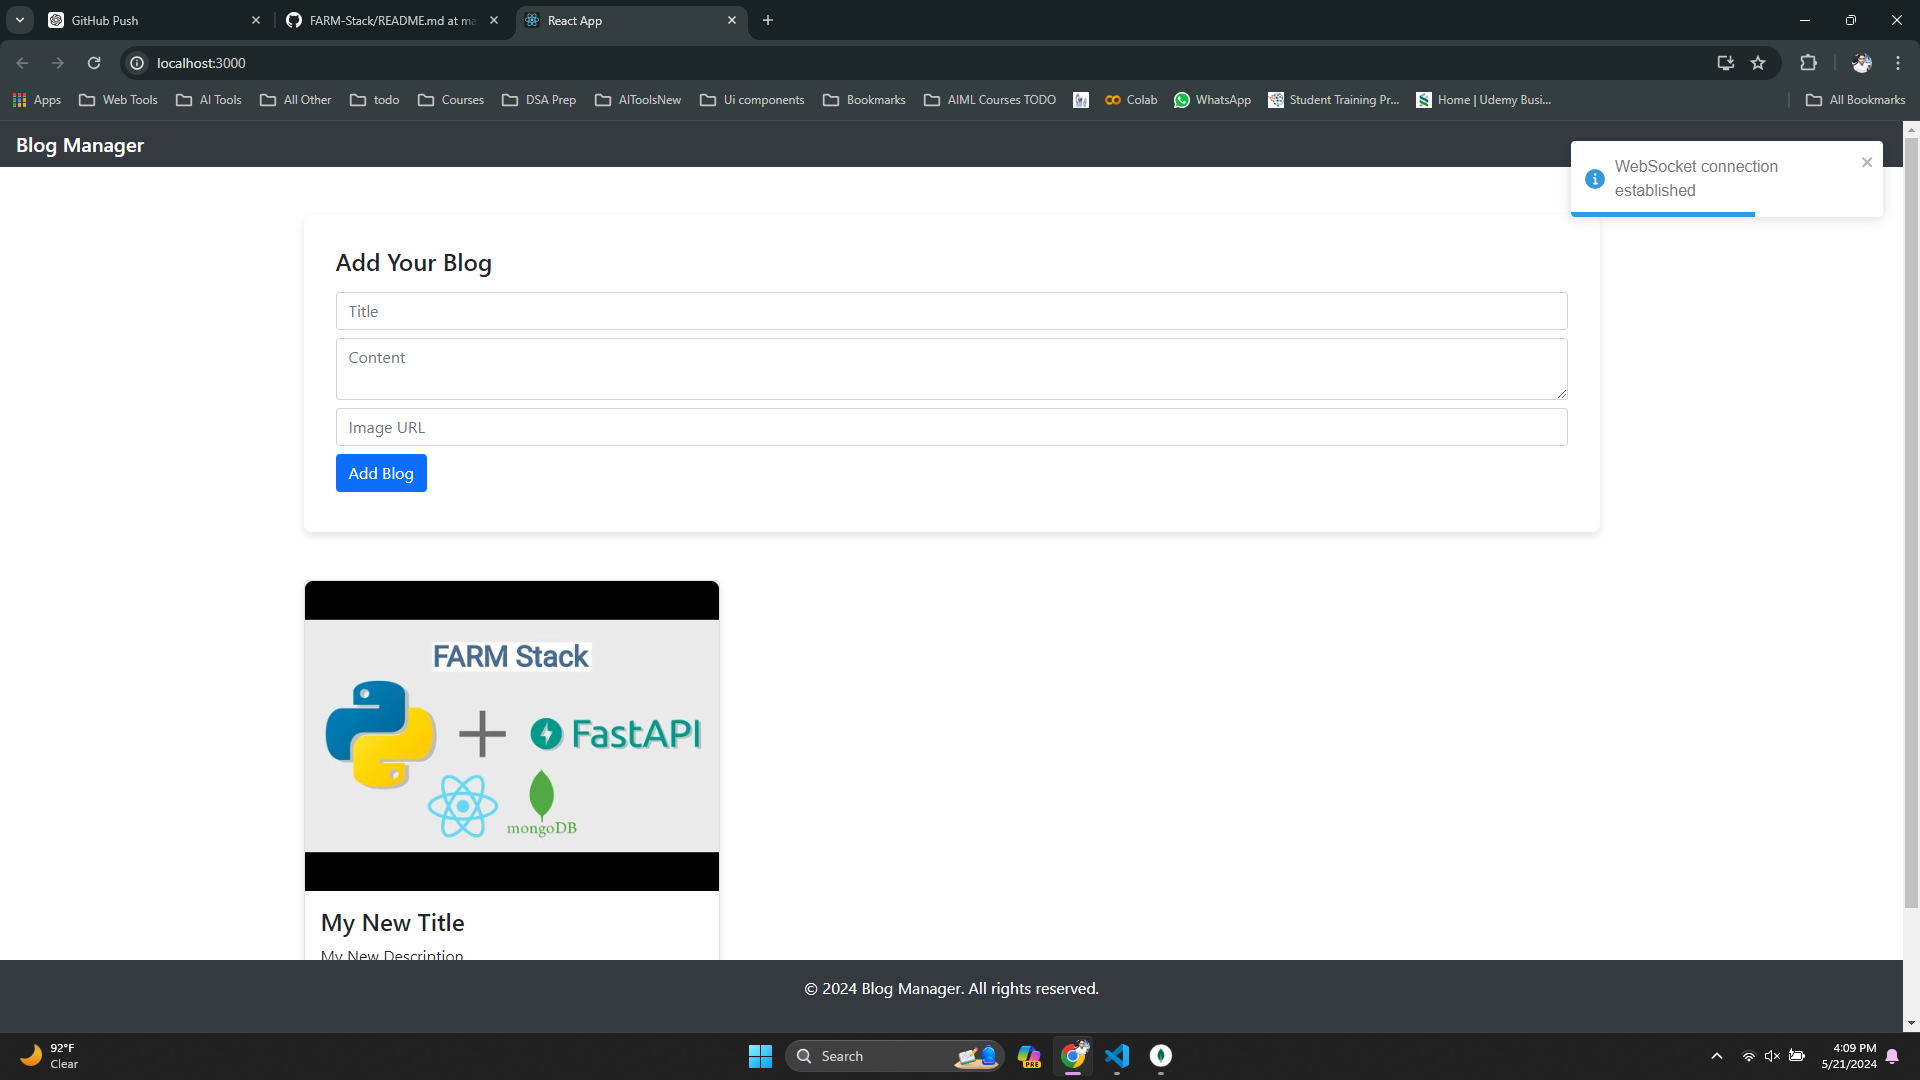 GitHub Push
FARM-Stack/README.md at ma
React App
localhost:3000
Apps
Web Tools
AI Tools
All Other
todo
Courses
DSA Prep
AIToolsNew
Ui components
Bookmarks
AIML Courses TODO
Colab
WhatsApp
Student Training Pr...
Home | Udemy Busi...
All Bookmarks
Blog Manager
WebSocket connection
established
Add Your Blog
Title
Content
Image URL
Add Blog
FARM Stack
FastAPI
mongoDB
My New Title
My New Description
© 2024 Blog Manager. All rights reserved.
92°F
Clear
Search
PRE
4:09 PM
5/21/2024